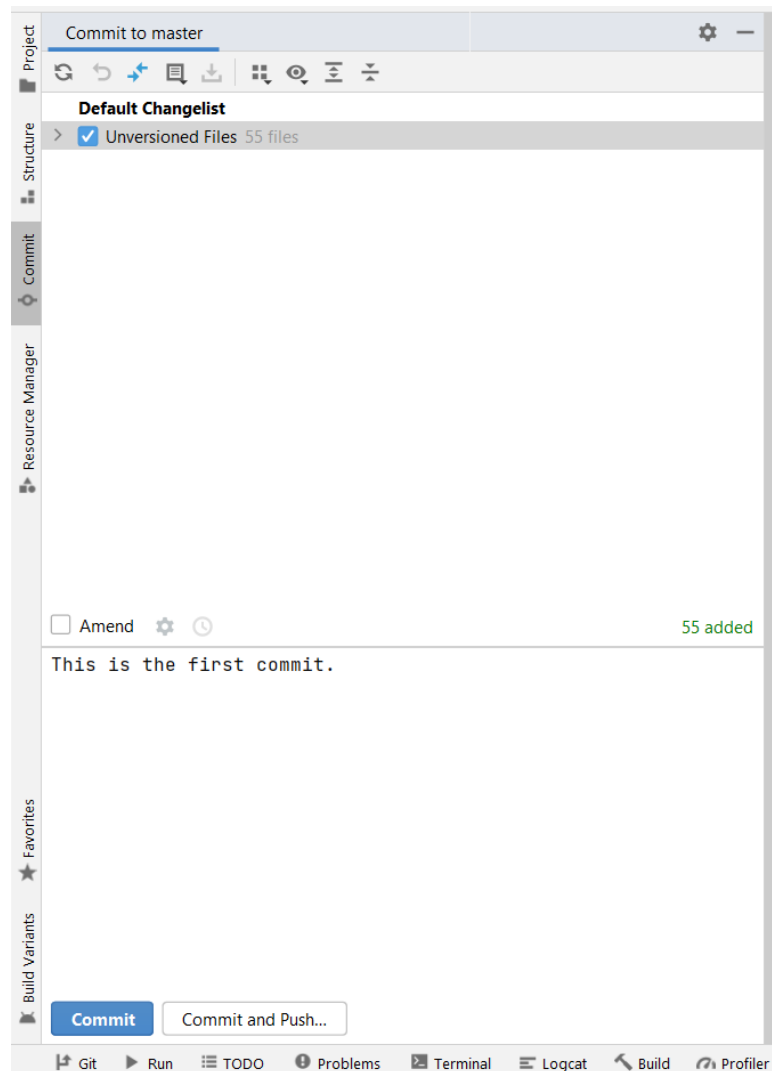 Commit to master
Default Changelist
Unversioned Files 55 files
Amend
55 added
This is the first commit.
Commit
Commit and Push...
Project
Structure
Commit
Resource Manager
Favorites
Build Variants
Git Run TODO Problems Terminal Logcat Build Profiler